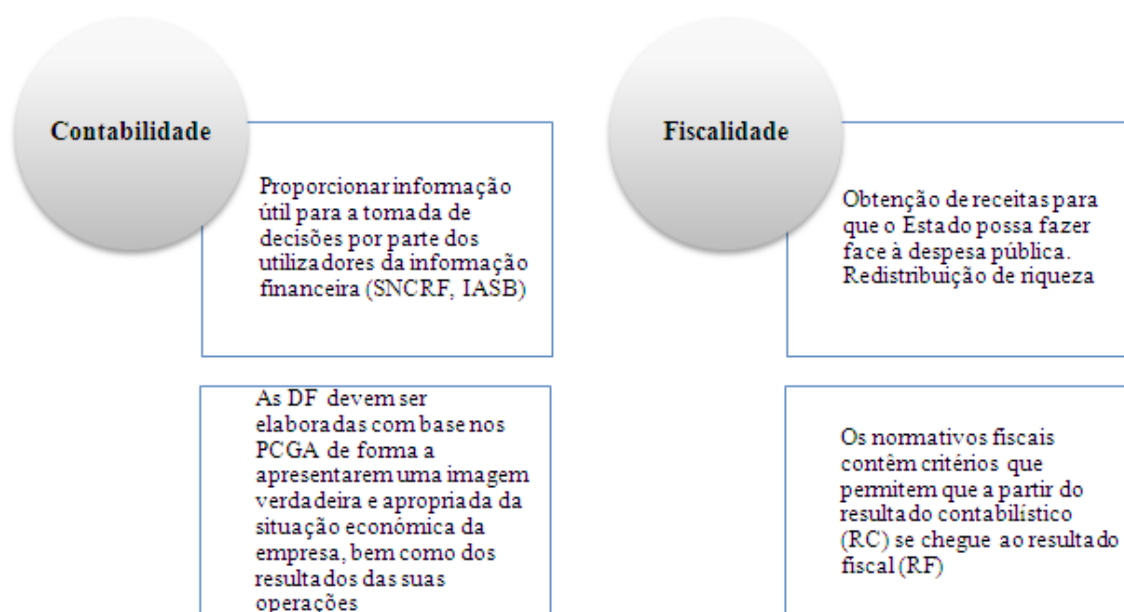 Contabilidade
Proporcionar informação
útil para a tomada de
decisões por parte dos
utilizadores da informação
financeira (SNCRF, IASB)
As DF devem ser
elaboradas com base nos
PCGA de forma a
apresentarem uma imagem
verdadeira e apropriada da
situação económica da
empresa, bem como dos
resultados das suas
operações
Fiscalidade
Obtenção de receitas para
que o Estado possa fazer
face à despesa pública.
Redistribuição de riqueza
Os normativos fiscais
contêm critérios que
permitem que a partir do
resultado contabilístico
(RC) se chegue ao resultado
fiscal (RF)